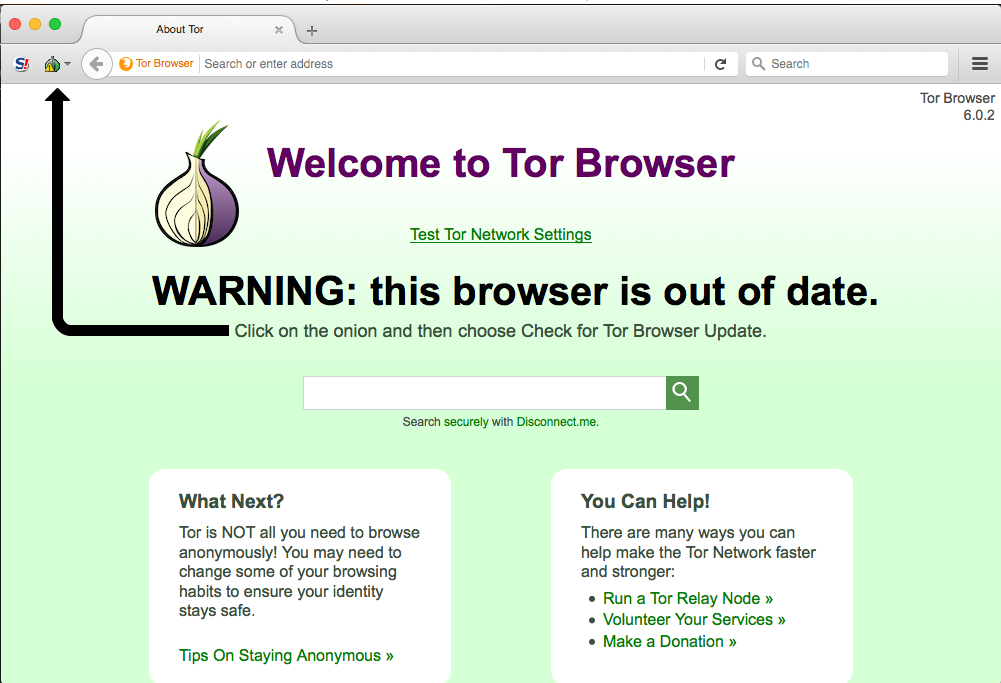 About Tor
S!
Tor Browser
Search or enter address
Search
Tor Browser
6.0.2
Welcome to Tor Browser
Test Tor Network Settings
WARNING: this browser is out of date.
Click on the onion and then choose Check for Tor Browser Update.
Search securely with Disconnect.me.
What Next?
Tor is NOT all you need to browse
anonymously! You may need to
change some of your browsing
habits to ensure your identity
stays safe.
Tips On Staying Anonymous »
You Can Help!
There are many ways you can
help make the Tor Network faster
and stronger:
• Run a Tor Relay Node »
• Volunteer Your Services »
• Make a Donation »